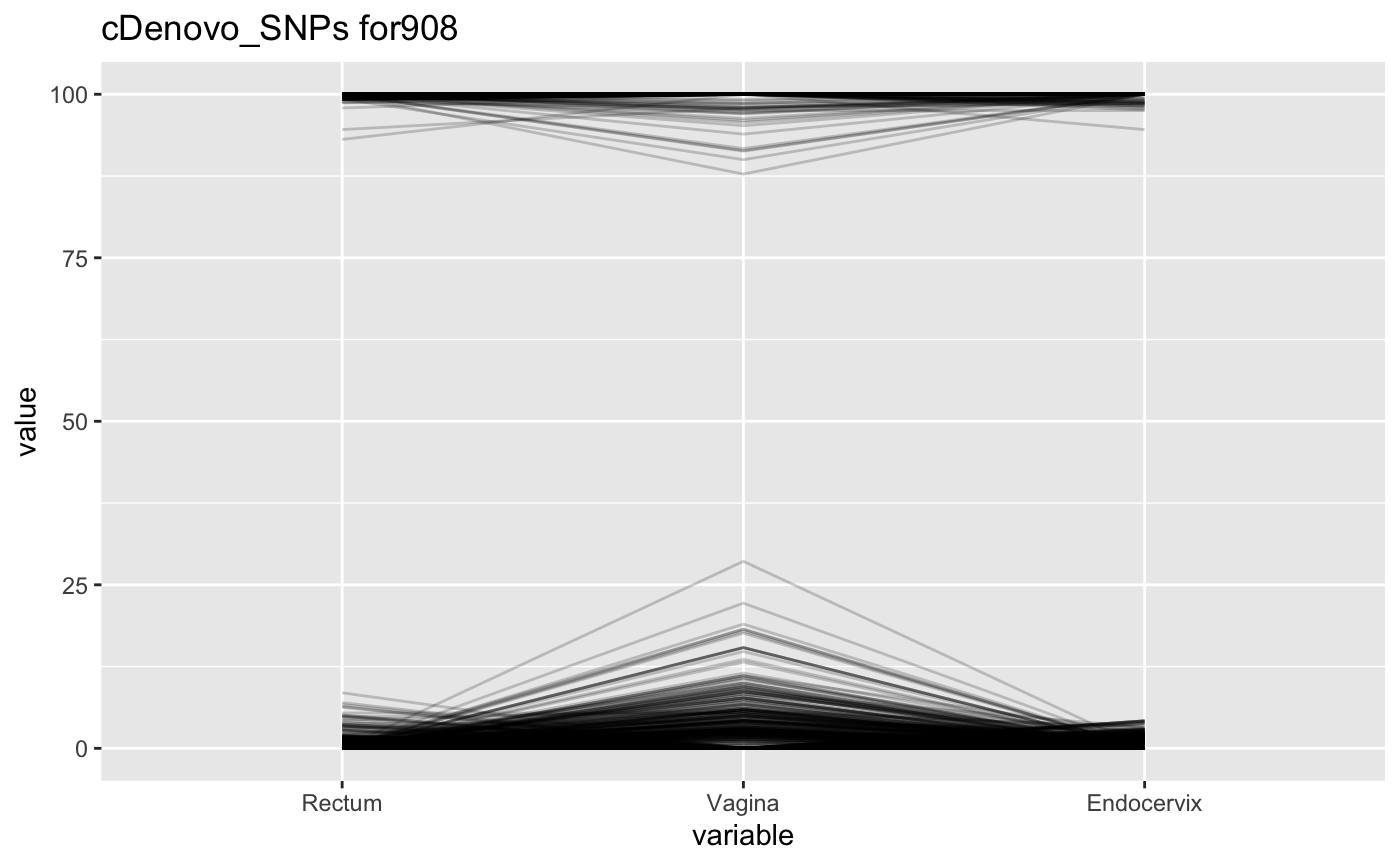 cDenovo_SNPs for908
100
75
50
25
0
value
Rectum
Vagina
Endocervix
variable